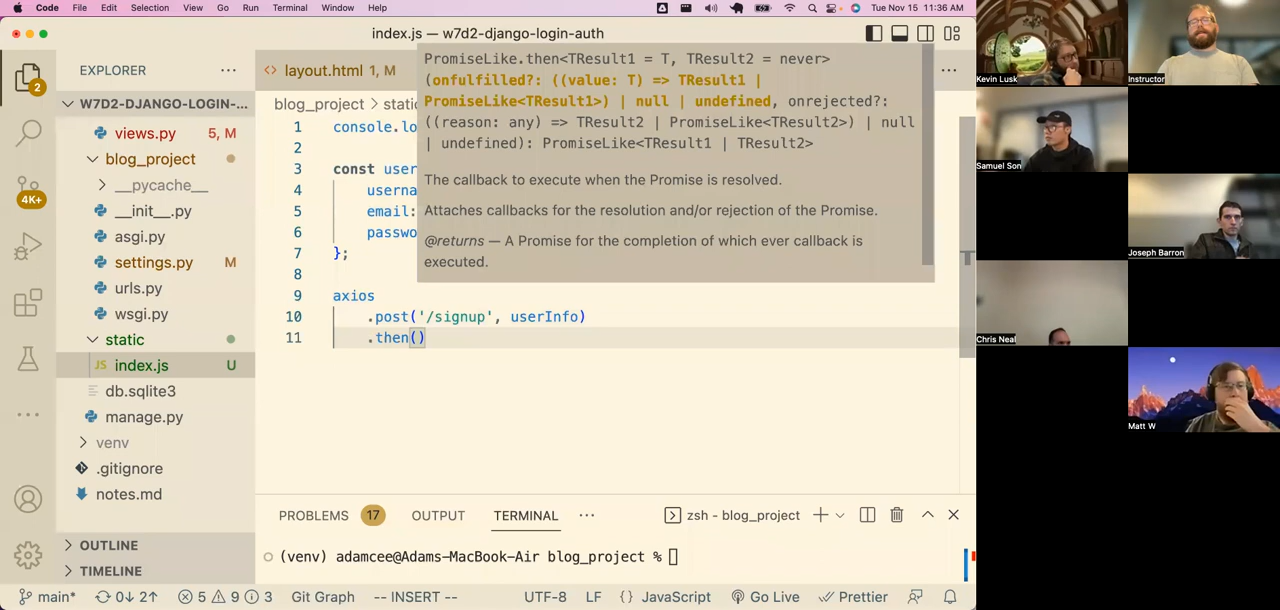 Code File Edit Selection View Go Run Terminal Window Help Tue Nov 15 11:36 AM
index.js — w7d2-django-login-auth
EXPLORER
W7D2-DJANGO-LOGIN-...
views.py 5, M
blog_project
__pycache__
__init__.py
asgi.py
settings.py M
urls.py
wsgi.py
static
JS index.js U
db.sqlite3
manage.py
venv
.gitignore
notes.md
OUTLINE
TIMELINE
2
4K+
<> layout.html 1, M
blog_project > static
1 console.lo
2
3 const user
4 userna
5 email:
6 passwo
7 };
8
9 axios
10 .post('/signup', userInfo)
11 .then()
PromiseLike.then<TResult1 = T, TResult2 = never>
(onfulfilled?: ((value: T) => TResult1 |
PromiseLike<TResult1>) | null | undefined, onrejected?:
((reason: any) => TResult2 | PromiseLike<TResult2>) | null
| undefined): PromiseLike<TResult1 | TResult2>
The callback to execute when the Promise is resolved.
Attaches callbacks for the resolution and/or rejection of the Promise.
@returns — A Promise for the completion of which ever callback is
executed.
PROBLEMS 17 OUTPUT TERMINAL ... zsh - blog_project
(venv) adamcee@Adams-MacBook-Air blog_project %
main* 0↓ 2↑ 5 9 3 Git Graph -- INSERT -- UTF-8 LF {} JavaScript Go Live Prettier
Kevin Lusk
Instructor
Samuel Son
Joseph Barron
Chris Neal
Matt W